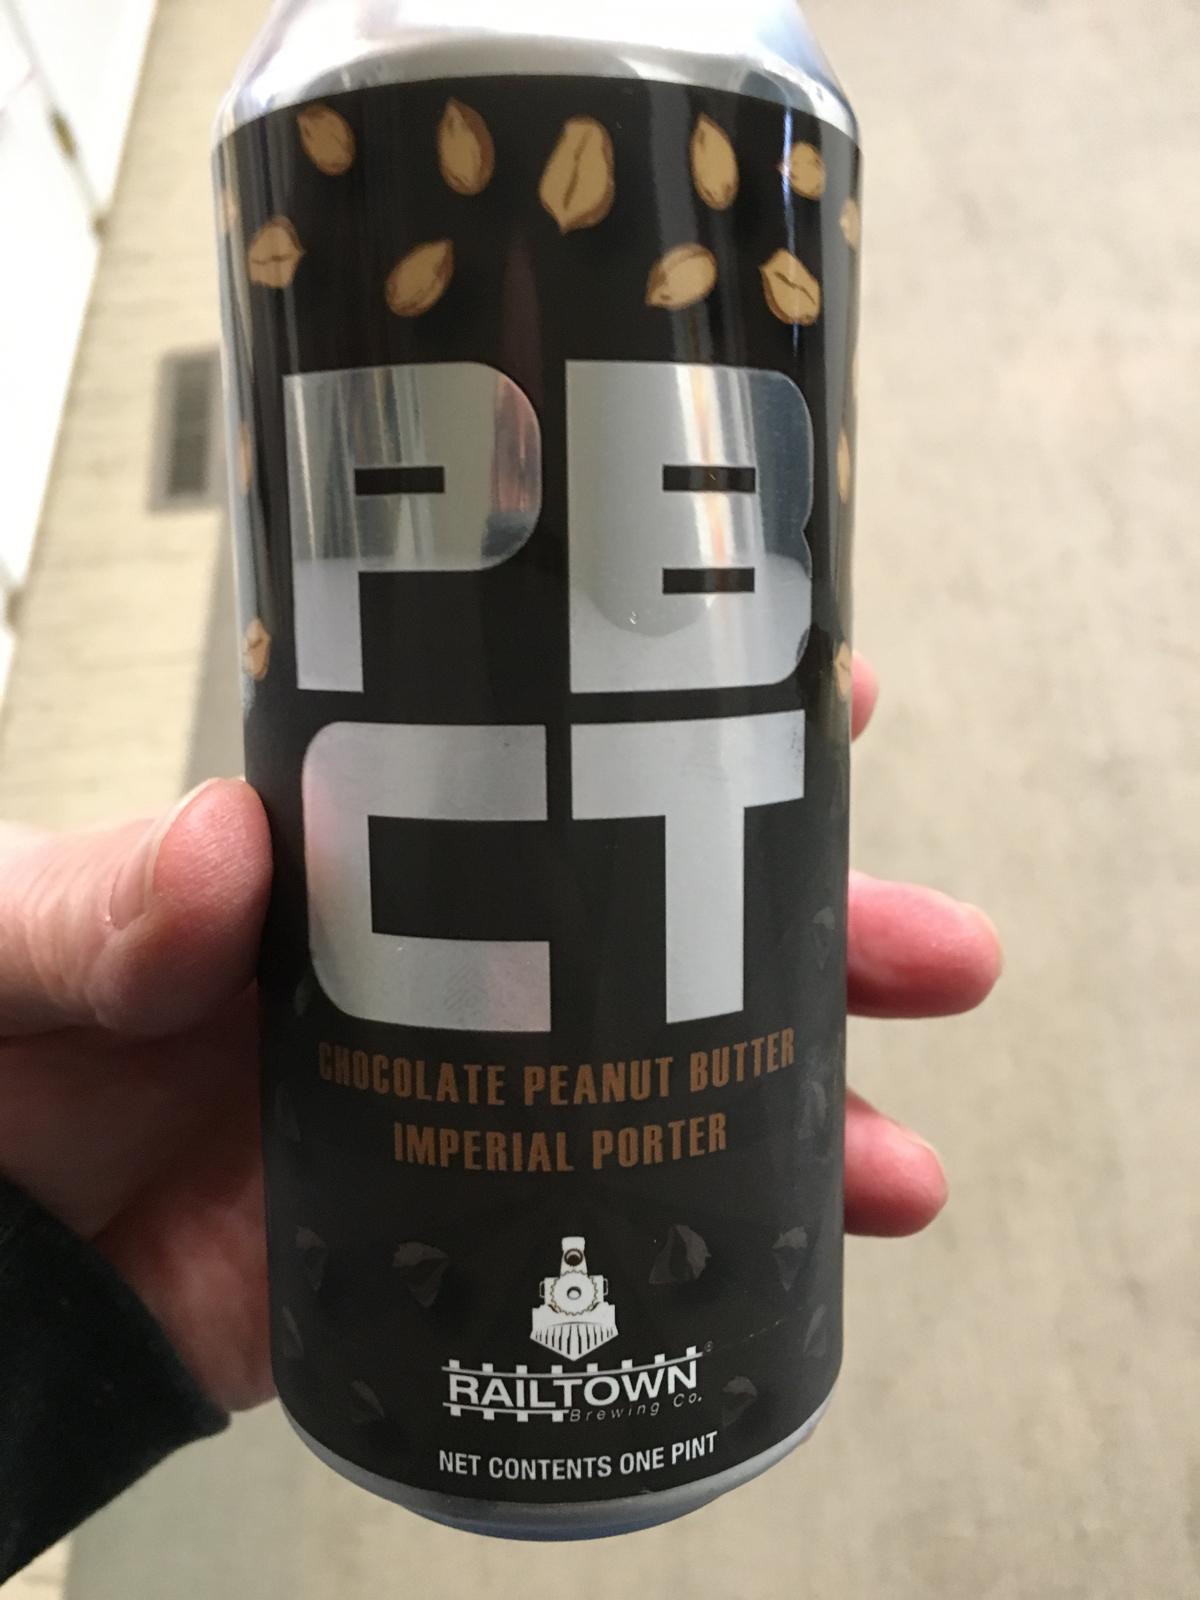 PB
CT
CHOCOLATE PEANUT BUTTER
IMPERIAL PORTER
RAILTOWN®
Brewing Co.
NET CONTENTS ONE PINT